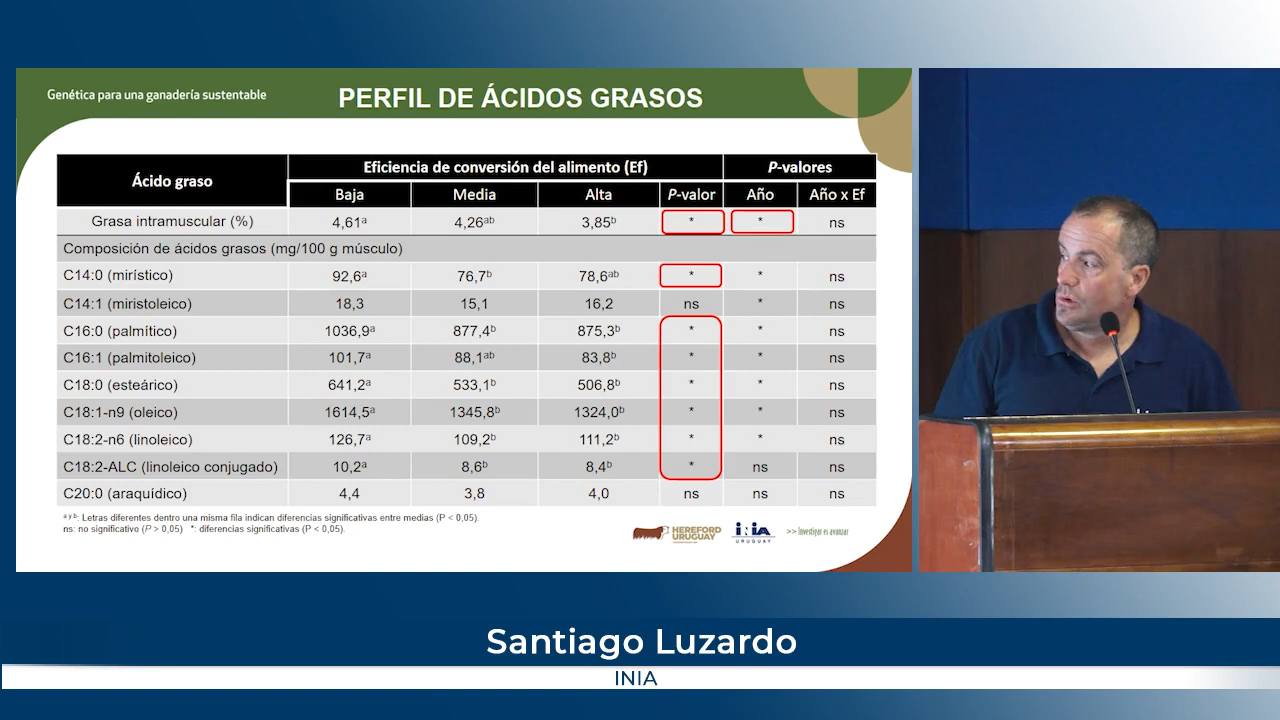 Genética para una ganadería sustentable
PERFIL DE ÁCIDOS GRASOS
Ácido graso Eficiencia de conversión del alimento (Ef) P-valores
Baja Media Alta P-valor Año Año x Ef
Grasa intramuscular (%) 4,61ᵃ 4,26ᵃᵇ 3,85ᵇ * * ns
Composición de ácidos grasos (mg/100 g músculo)
C14:0 (mirístico) 92,6ᵃ 76,7ᵇ 78,6ᵃᵇ * * ns
C14:1 (miristoleico) 18,3 15,1 16,2 ns * ns
C16:0 (palmítico) 1036,9ᵃ 877,4ᵇ 875,3ᵇ * * ns
C16:1 (palmitoleico) 101,7ᵃ 88,1ᵃᵇ 83,8ᵇ * * ns
C18:0 (esteárico) 641,2ᵃ 533,1ᵇ 506,8ᵇ * * ns
C18:1-n9 (oleico) 1614,5ᵃ 1345,8ᵇ 1324,0ᵇ * * ns
C18:2-n6 (linoleico) 126,7ᵃ 109,2ᵇ 111,2ᵇ * * ns
C18:2-ALC (linoleico conjugado) 10,2ᵃ 8,6ᵇ 8,4ᵇ * ns ns
C20:0 (araquídico) 4,4 3,8 4,0 ns ns ns
ᵃ ʸ ᵇ: Letras diferentes dentro una misma fila indican diferencias significativas entre medias (P < 0,05).
ns: no significativo (P > 0,05) *: diferencias significativas (P < 0,05).
HEREFORD
URUGUAY
INIA
URUGUAY
>> Investigar es avanzar
Santiago Luzardo
INIA